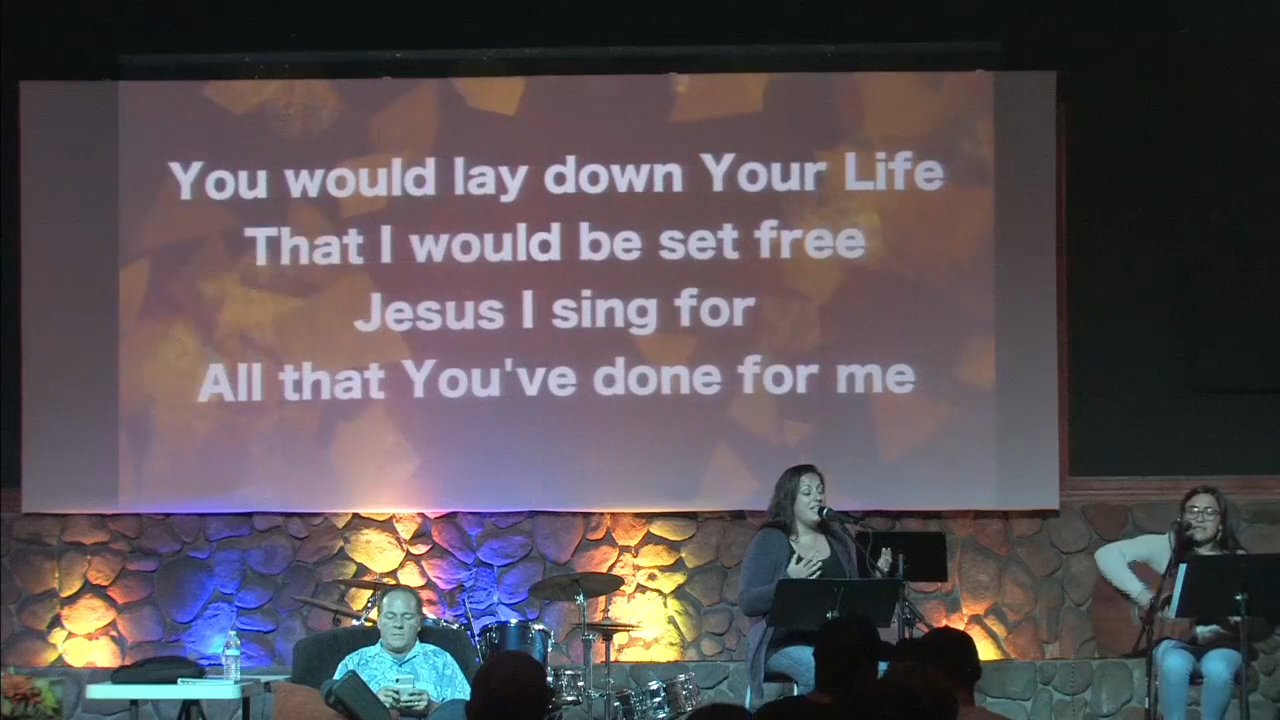 You would lay down Your Life
That I would be set free
Jesus I sing for
All that You've done for me